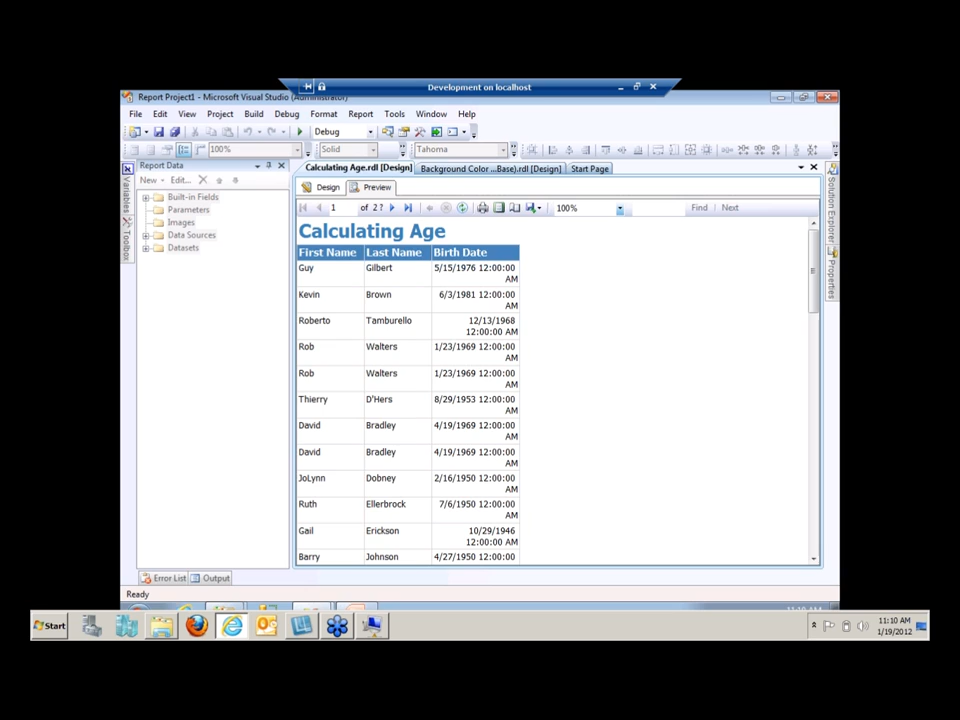 Development on localhost
Report Project1 - Microsoft Visual Studio (Administrator)
File Edit View Project Build Debug Format Report Tools Window Help
Debug
100% Solid Tahoma
Report Data
Calculating Age.rdl [Design] Background Color ...Base).rdl [Design] Start Page
New Edit...
Design Preview
Built-in Fields
Parameters
Images
Data Sources
Datasets
Variables
Toolbox
Solution Explorer
Properties
1 of 2 ? 100% Find Next
Calculating Age
First Name Last Name Birth Date
Guy Gilbert 5/15/1976 12:00:00
AM
Kevin Brown 6/3/1981 12:00:00
AM
Roberto Tamburello 12/13/1968
12:00:00 AM
Rob Walters 1/23/1969 12:00:00
AM
Rob Walters 1/23/1969 12:00:00
AM
Thierry D'Hers 8/29/1953 12:00:00
AM
David Bradley 4/19/1969 12:00:00
AM
David Bradley 4/19/1969 12:00:00
AM
JoLynn Dobney 2/16/1950 12:00:00
AM
Ruth Ellerbrock 7/6/1950 12:00:00
AM
Gail Erickson 10/29/1946
12:00:00 AM
Barry Johnson 4/27/1950 12:00:00
Error List Output
Ready
Start
11:10 AM
1/19/2012